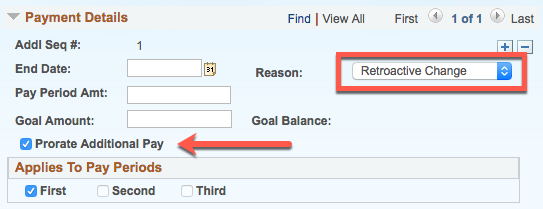 Payment Details Find | View All First 1 of 1 Last
Addl Seq #: 1
End Date: 31 Reason: Retroactive Change
Pay Period Amt:
Goal Amount: Goal Balance:
Prorate Additional Pay
Applies To Pay Periods
First Second Third